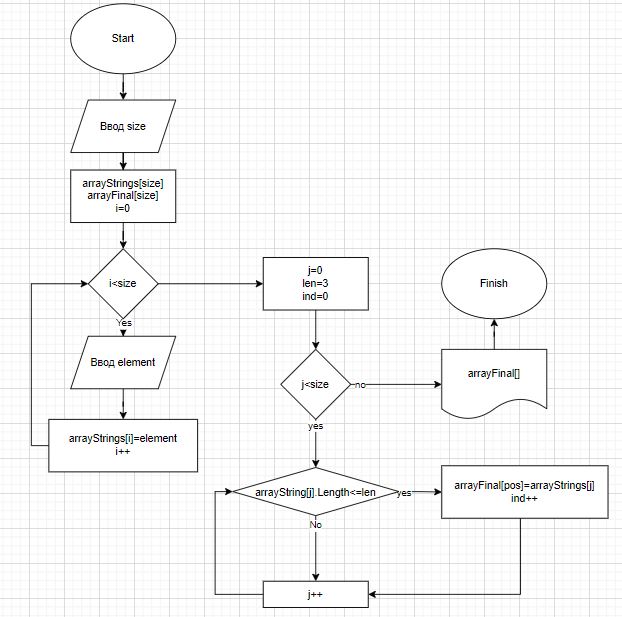 Start
Ввод size
arrayStrings[size]
arrayFinal[size]
i=0
i<size
Yes
Ввод element
arrayStrings[i]=element
i++
j=0
len=3
ind=0
j<size
no
yes
arrayFinal[]
Finish
arrayString[j].Length<=len
yes
arrayFinal[pos]=arrayStrings[j]
ind++
No
j++